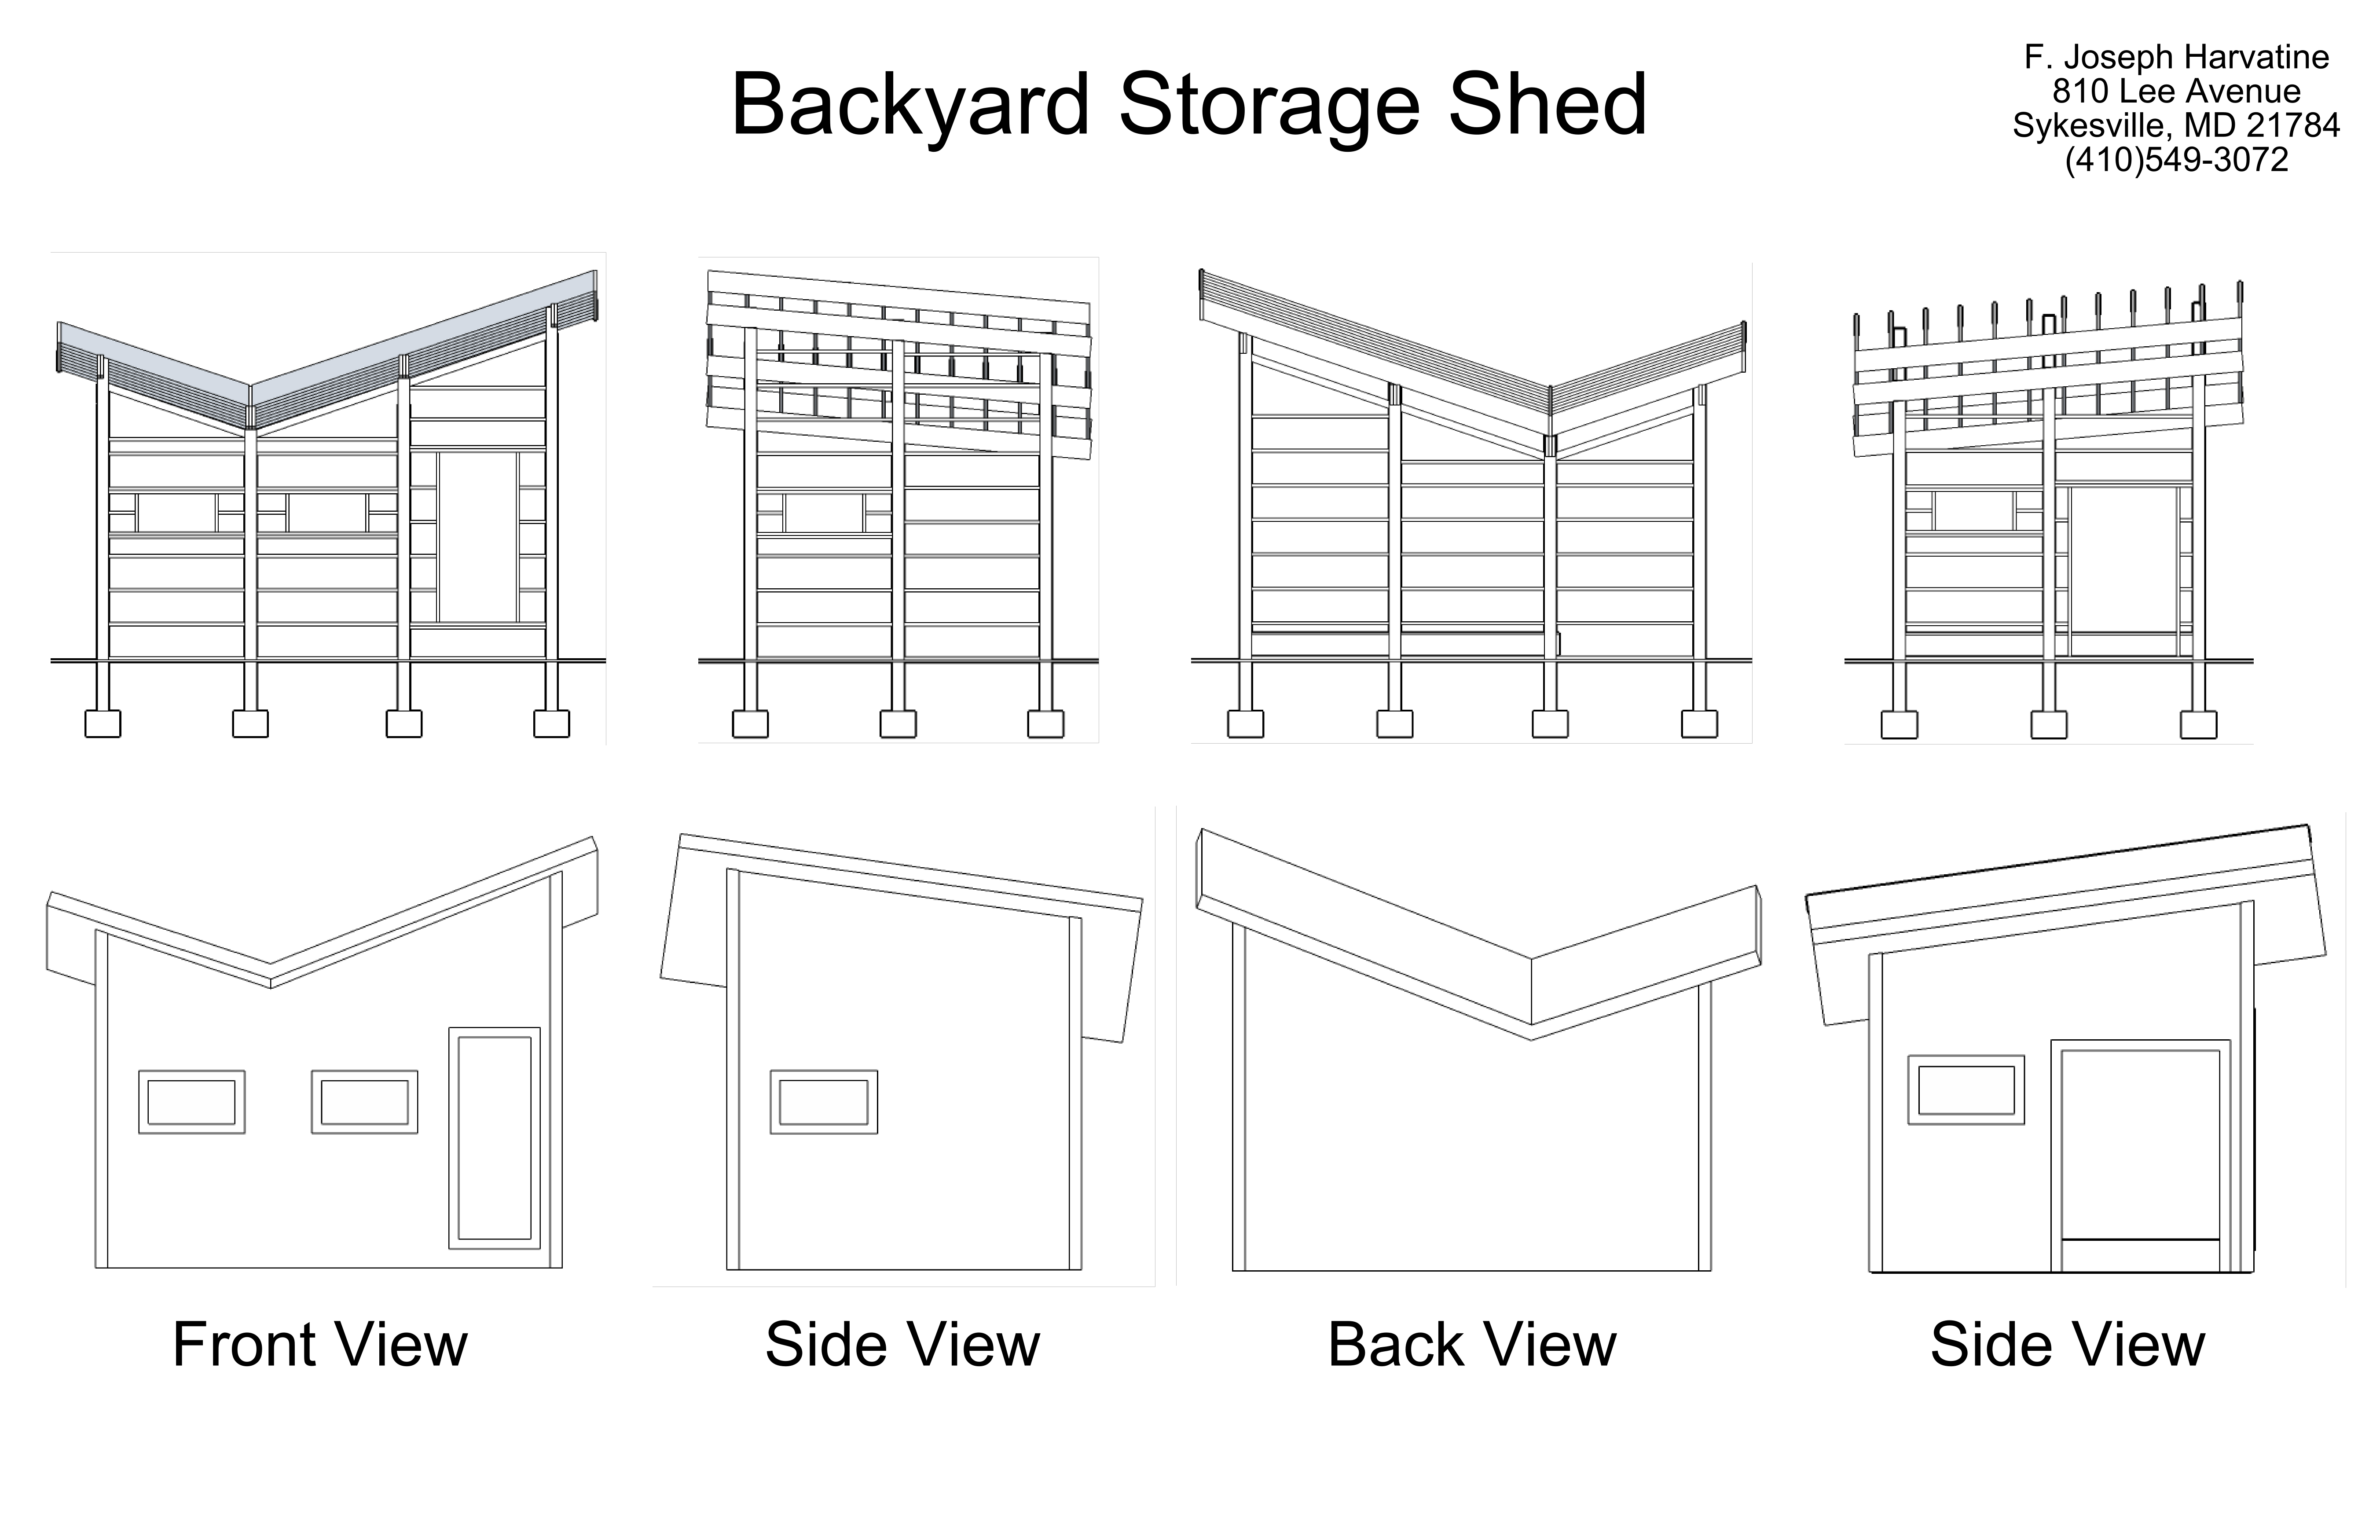 Backyard Storage Shed
F. Joseph Harvatine
810 Lee Avenue
Sykesville, MD 21784
(410)549-3072
Front View
Side View
Back View
Side View